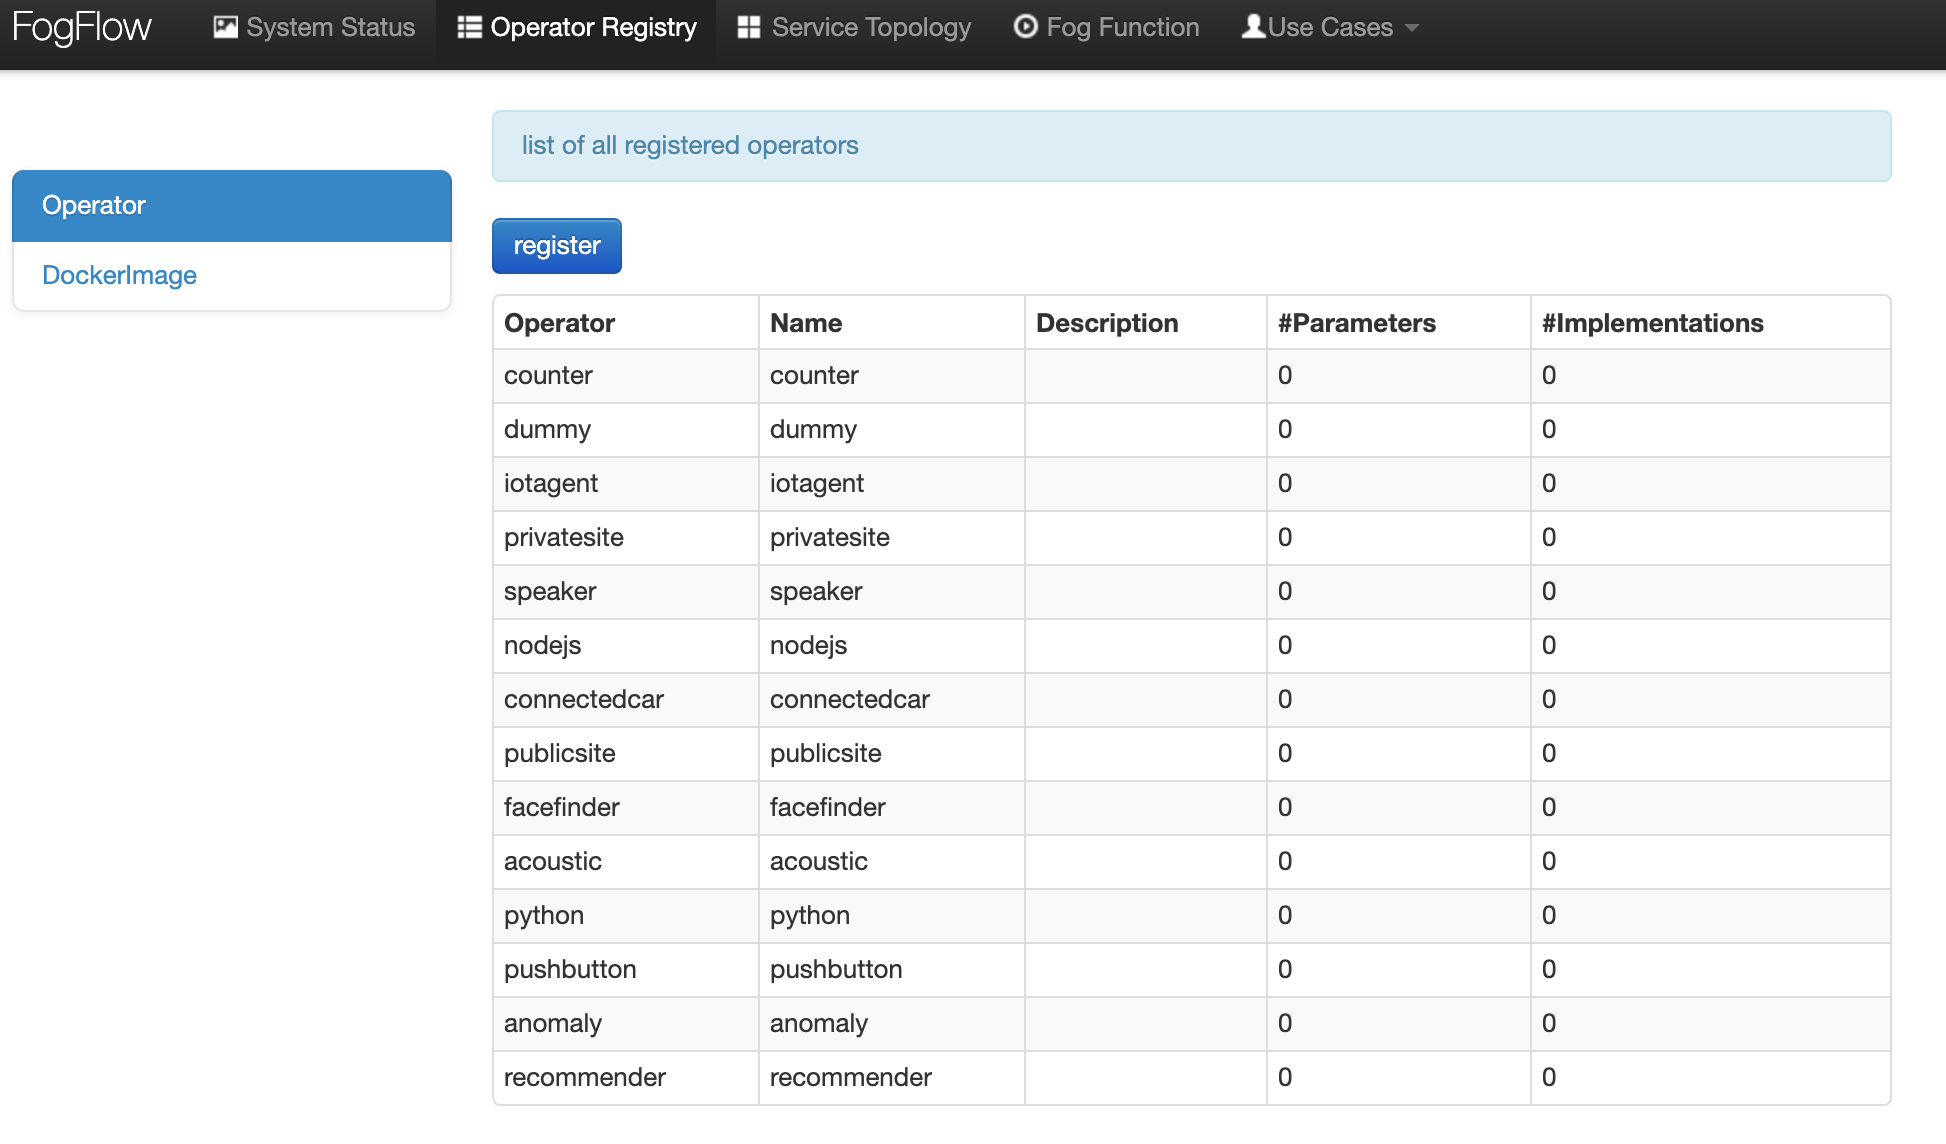 FogFlow System Status Operator Registry Service Topology Fog Function Use Cases
list of all registered operators
Operator
DockerImage
register
Operator Name Description #Parameters #Implementations
counter counter 0 0
dummy dummy 0 0
iotagent iotagent 0 0
privatesite privatesite 0 0
speaker speaker 0 0
nodejs nodejs 0 0
connectedcar connectedcar 0 0
publicsite publicsite 0 0
facefinder facefinder 0 0
acoustic acoustic 0 0
python python 0 0
pushbutton pushbutton 0 0
anomaly anomaly 0 0
recommender recommender 0 0